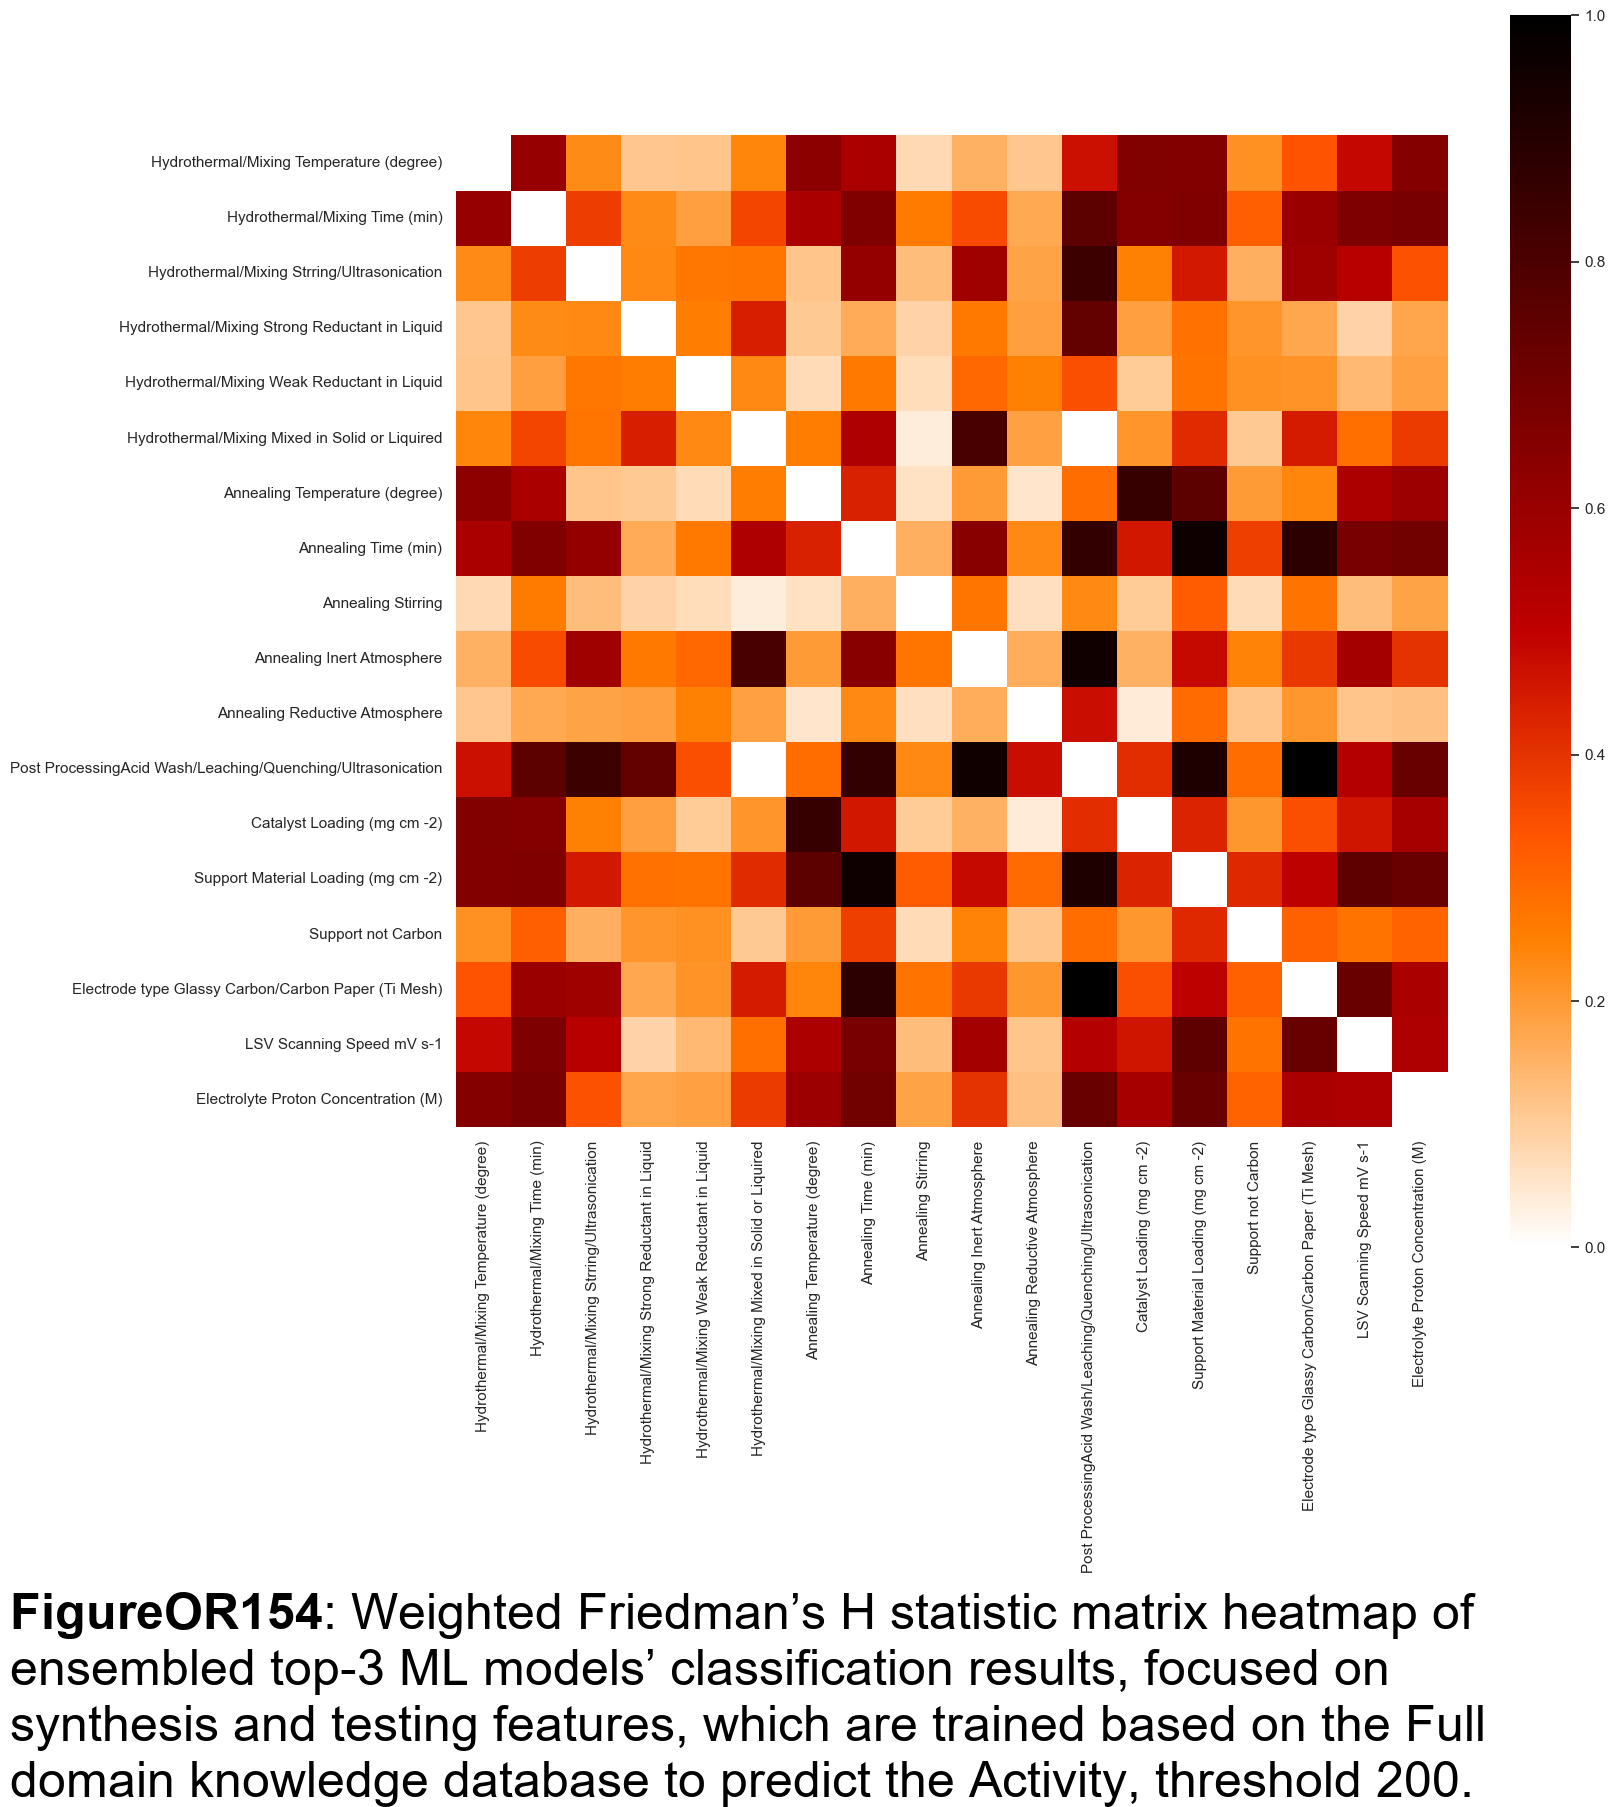 1.0
Hydrothermal/Mixing Temperature (degree)
Hydrothermal/Mixing Time (min)
0.8
Hydrothermal/Mixing Strring/Ultrasonication
Hydrothermal/Mixing Strong Reductant in Liquid
Hydrothermal/Mixing Weak Reductant in Liquid
Hydrothermal/Mixing Mixed in Solid or Liquired
Annealing Temperature (degree)
0.6
Annealing Time (min)
Annealing Stirring
Annealing Inert Atmosphere
Annealing Reductive Atmosphere
0.4
Post ProcessingAcid Wash/Leaching/Quenching/Ultrasonication
Catalyst Loading (mg cm -2)
Support Material Loading (mg cm -2)
Support not Carbon
Electrode type Glassy Carbon/Carbon Paper (Ti Mesh)
0.2
LSV Scanning Speed mV s-1
Electrolyte Proton Concentration (M)
0.0
Hydrothermal/Mixing Temperature (degree)
Hydrothermal/Mixing Time (min)
Hydrothermal/Mixing Strring/Ultrasonication
Hydrothermal/Mixing Strong Reductant in Liquid
Hydrothermal/Mixing Weak Reductant in Liquid
Hydrothermal/Mixing Mixed in Solid or Liquired
Annealing Temperature (degree)
Annealing Time (min)
Annealing Stirring
Annealing Inert Atmosphere
Annealing Reductive Atmosphere
Post ProcessingAcid Wash/Leaching/Quenching/Ultrasonication
Catalyst Loading (mg cm -2)
Support Material Loading (mg cm -2)
Support not Carbon
Electrode type Glassy Carbon/Carbon Paper (Ti Mesh)
LSV Scanning Speed mV s-1
Electrolyte Proton Concentration (M)
FigureOR154: Weighted Friedman’s H statistic matrix heatmap of
ensembled top-3 ML models’ classification results, focused on
synthesis and testing features, which are trained based on the Full
domain knowledge database to predict the Activity, threshold 200.